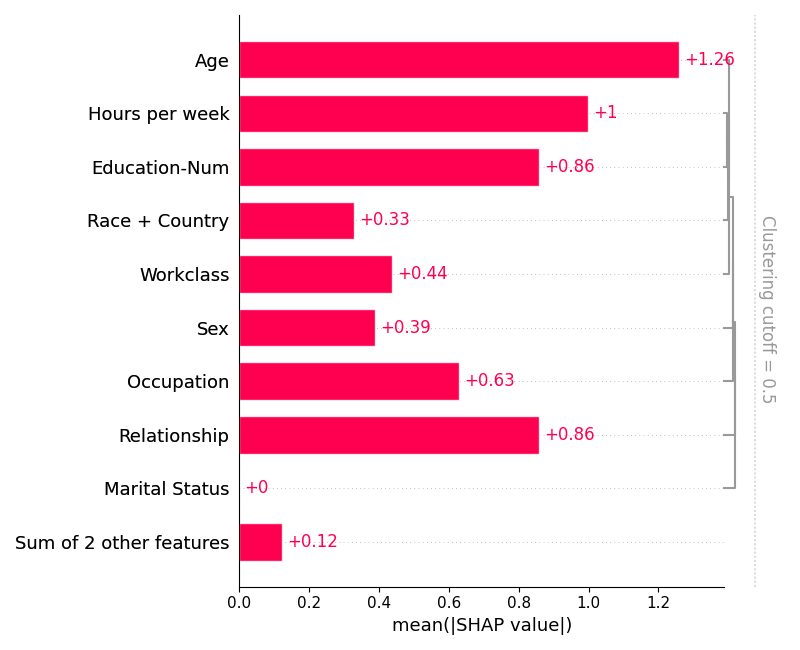 Age +1.26
Hours per week +1
Education-Num +0.86
Race + Country +0.33
Workclass +0.44
Sex +0.39
Occupation +0.63
Relationship +0.86
Marital Status +0
Sum of 2 other features +0.12
0.0 0.2 0.4 0.6 0.8 1.0 1.2
mean(|SHAP value|)
Clustering cutoff = 0.5